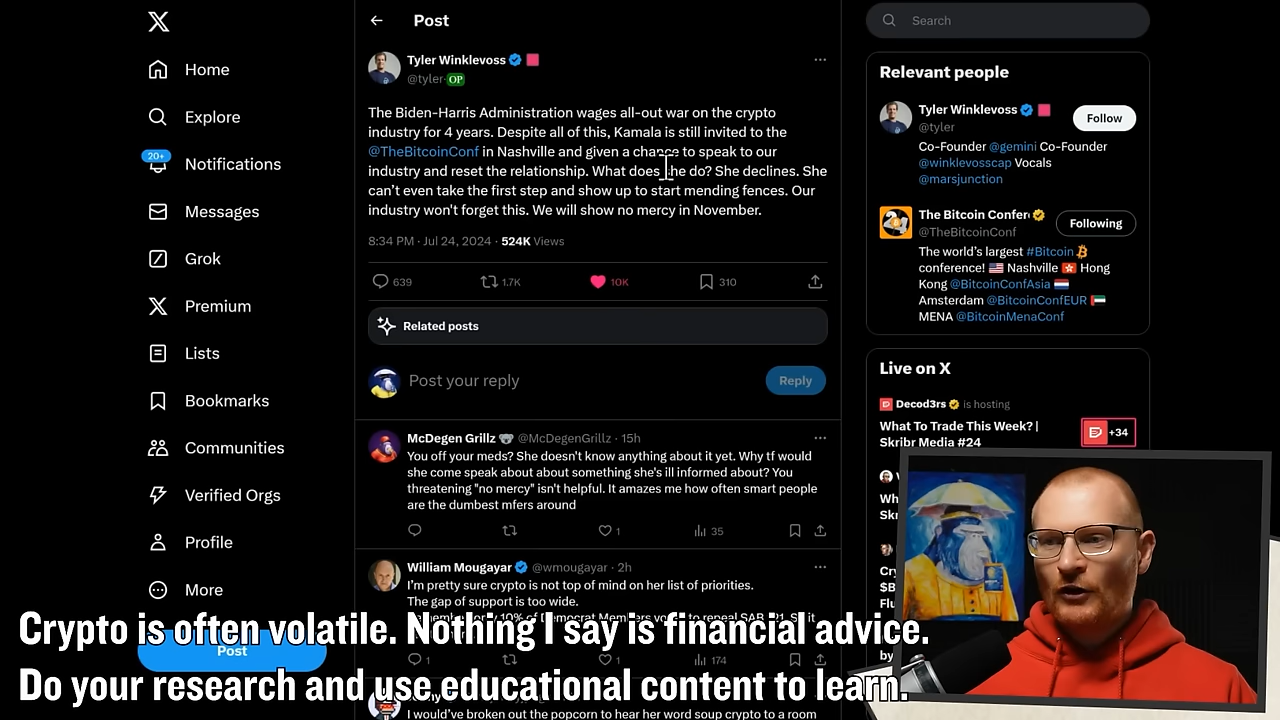 Post
Search
Home
Explore
20+
Notifications
Messages
Grok
Premium
Lists
Bookmarks
Communities
Verified Orgs
Profile
More
Post
Tyler Winklevoss
@tyler· OP
The Biden-Harris Administration wages all-out war on the crypto
industry for 4 years. Despite all of this, Kamala is still invited to the
@TheBitcoinConf in Nashville and given a chance to speak to our
industry and reset the relationship. What does she do? She declines. She
can't even take the first step and show up to start mending fences. Our
industry won't forget this. We will show no mercy in November.
8:34 PM · Jul 24, 2024 · 524K Views
639 1.7K 10K 310
Related posts
Post your reply
Reply
McDegen Grillz @McDegenGrillz · 15h
You off your meds? She doesn't know anything about it yet. Why tf would
she come speak about about something she's ill informed about? You
threatening "no mercy" isn't helpful. It amazes me how often smart people
are the dumbest mfers around
1 35
William Mougayar @wmougayar · 2h
I'm pretty sure crypto is not top of mind on her list of priorities.
The gap of support is too wide.
1 1 174
I would've broken out the popcorn to hear her word soup crypto to a room
Relevant people
Tyler Winklevoss
@tyler
Follow
Co-Founder @gemini Co-Founder
@winklevosscap Vocals
@marsjunction
The Bitcoin Confer
@TheBitcoinConf
Following
The world's largest #Bitcoin
conference! Nashville Hong
Kong @BitcoinConfAsia
Amsterdam @BitcoinConfEUR
MENA @BitcoinMenaConf
Live on X
Decod3rs is hosting
What To Trade This Week? |
Skribr Media #24
+34
Crypto is often volatile. Nothing I say is financial advice.
Do your research and use educational content to learn.